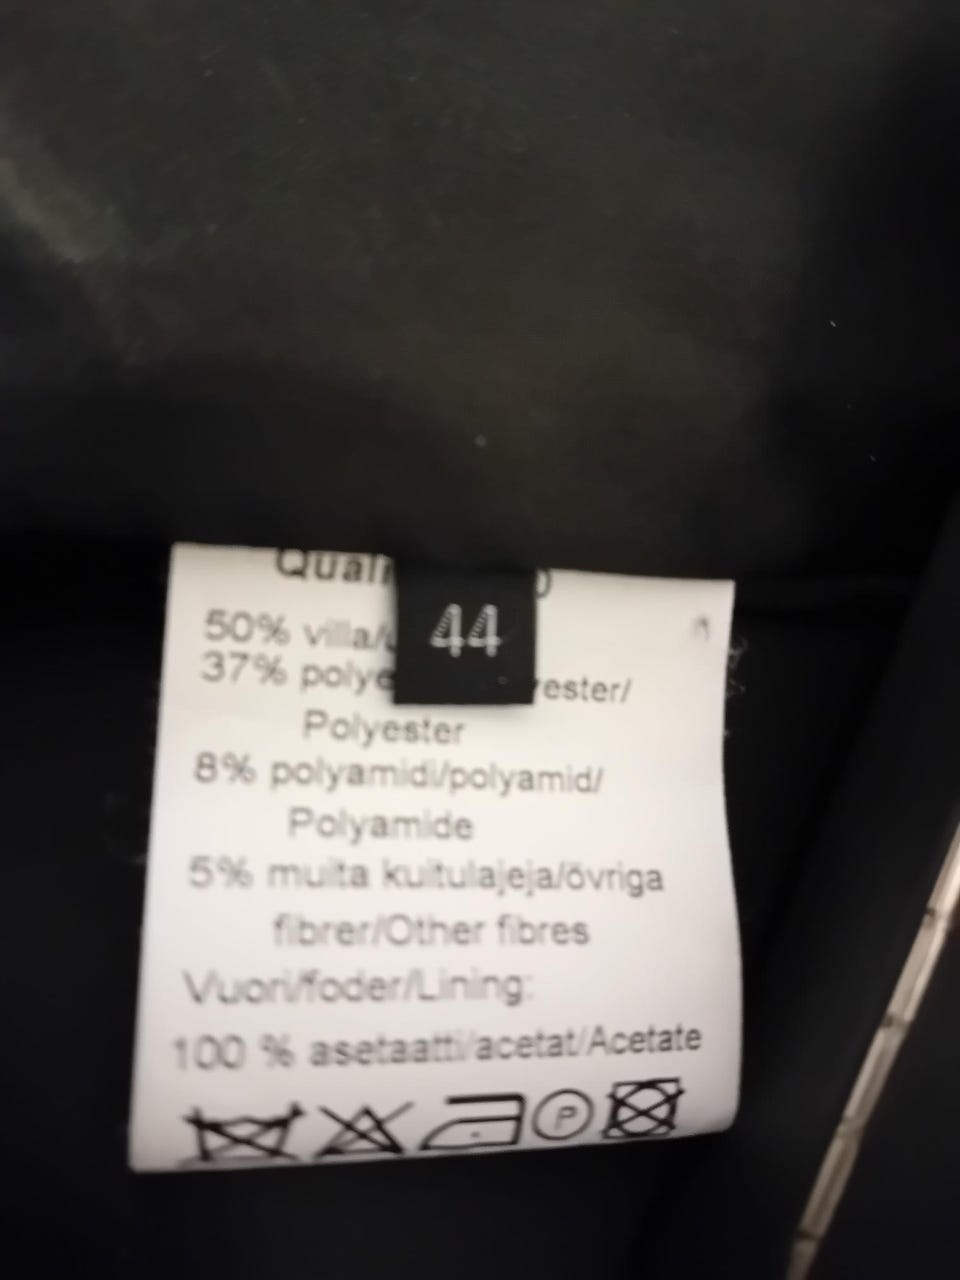 44
50% villa/
37% polye ester/
Polyester
8% polyamidi/polyamid/
Polyamide
5% muita kuitulajeja/övriga
fibrer/Other fibres
Vuori/foder/Lining:
100 % asetaatti/acetat/Acetate
P